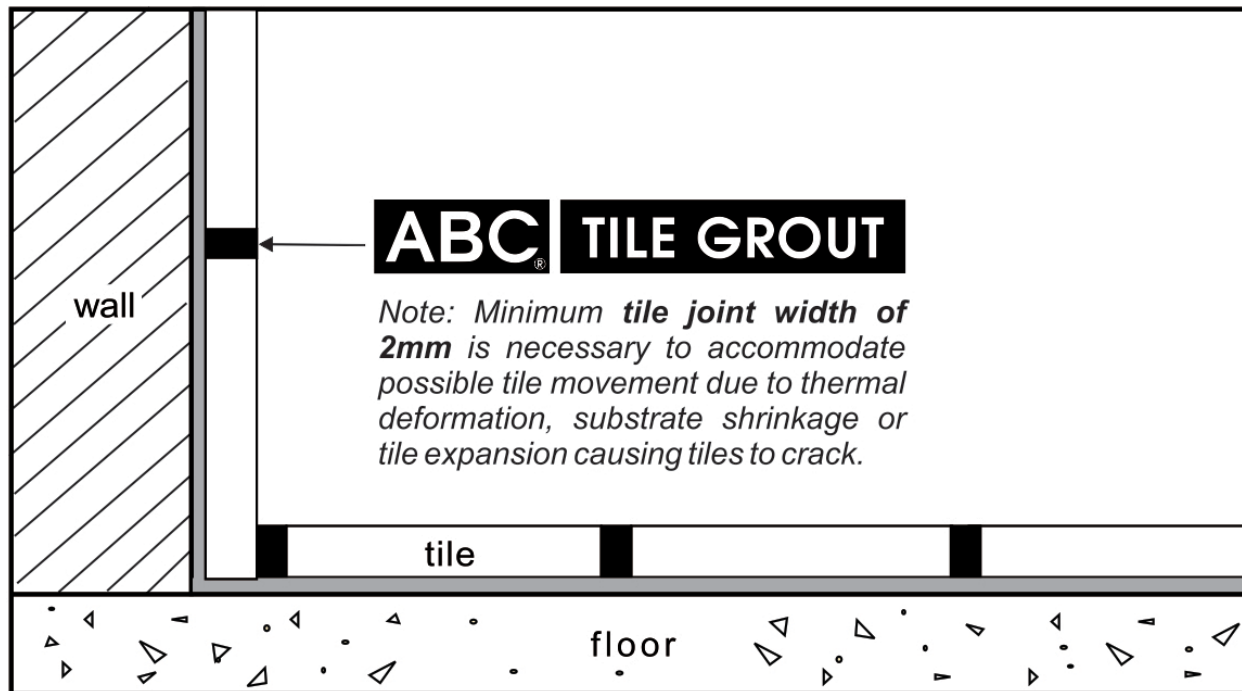 ABC® TILE GROUT
wall
Note: Minimum tile joint width of
2mm is necessary to accommodate
possible tile movement due to thermal
deformation, substrate shrinkage or
tile expansion causing tiles to crack.
tile
floor